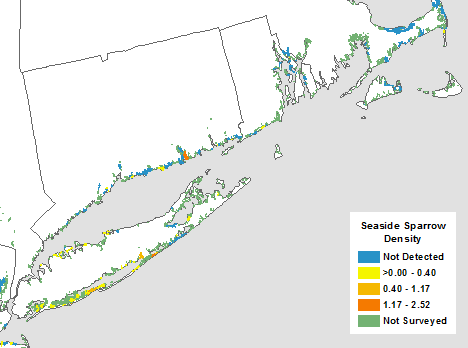 Seaside Sparrow
Density
Not Detected
>0.00 - 0.40
0.40 - 1.17
1.17 - 2.52
Not Surveyed